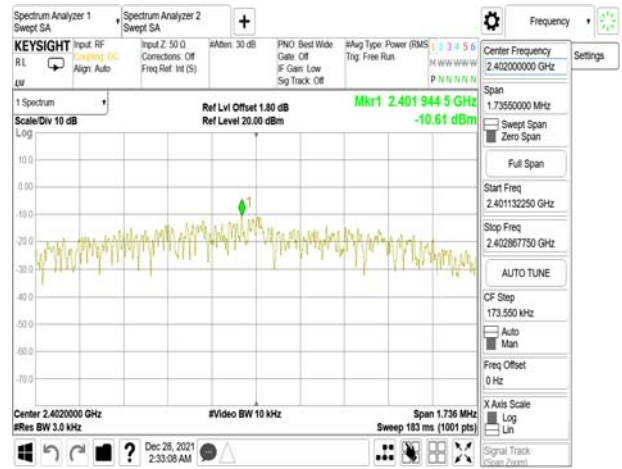 Spectrum Analyzer 1
Swept SA
Spectrum Analyzer 2
Swept SA
+
Frequency
KEYSIGHT
RL
Input: RF
Coupling: DC
Align: Auto
Input Z: 50 Ω
Corrections: Off
Freq Ref: Int (S)
#Atten: 30 dB
PNO: Best Wide
Gate: Off
IF Gain: Low
Sig Track: Off
#Avg Type: Power (RMS
Trig: Free Run
1 2 3 4 5 6
M W W W W W
P N N N N N
Settings
1 Spectrum
Scale/Div 10 dB
Log
Ref Lvl Offset 1.80 dB
Ref Level 20.00 dBm
Mkr1 2.401 944 5 GHz
-10.61 dBm
10.0
0.00
-10.0
-20.0
-30.0
-40.0
-50.0
-60.0
-70.0
1
Center 2.4020000 GHz
#Res BW 3.0 kHz
#Video BW 10 kHz
Span 1.736 MHz
Sweep 183 ms (1001 pts)
Dec 28, 2021
2:33:08 AM
Center Frequency
2.402000000 GHz
Span
1.73550000 MHz
Swept Span
Zero Span
Full Span
Start Freq
2.401132250 GHz
Stop Freq
2.402867750 GHz
AUTO TUNE
CF Step
173.550 kHz
Auto
Man
Freq Offset
0 Hz
X Axis Scale
Log
Lin
Signal Track
(Span Zoom)